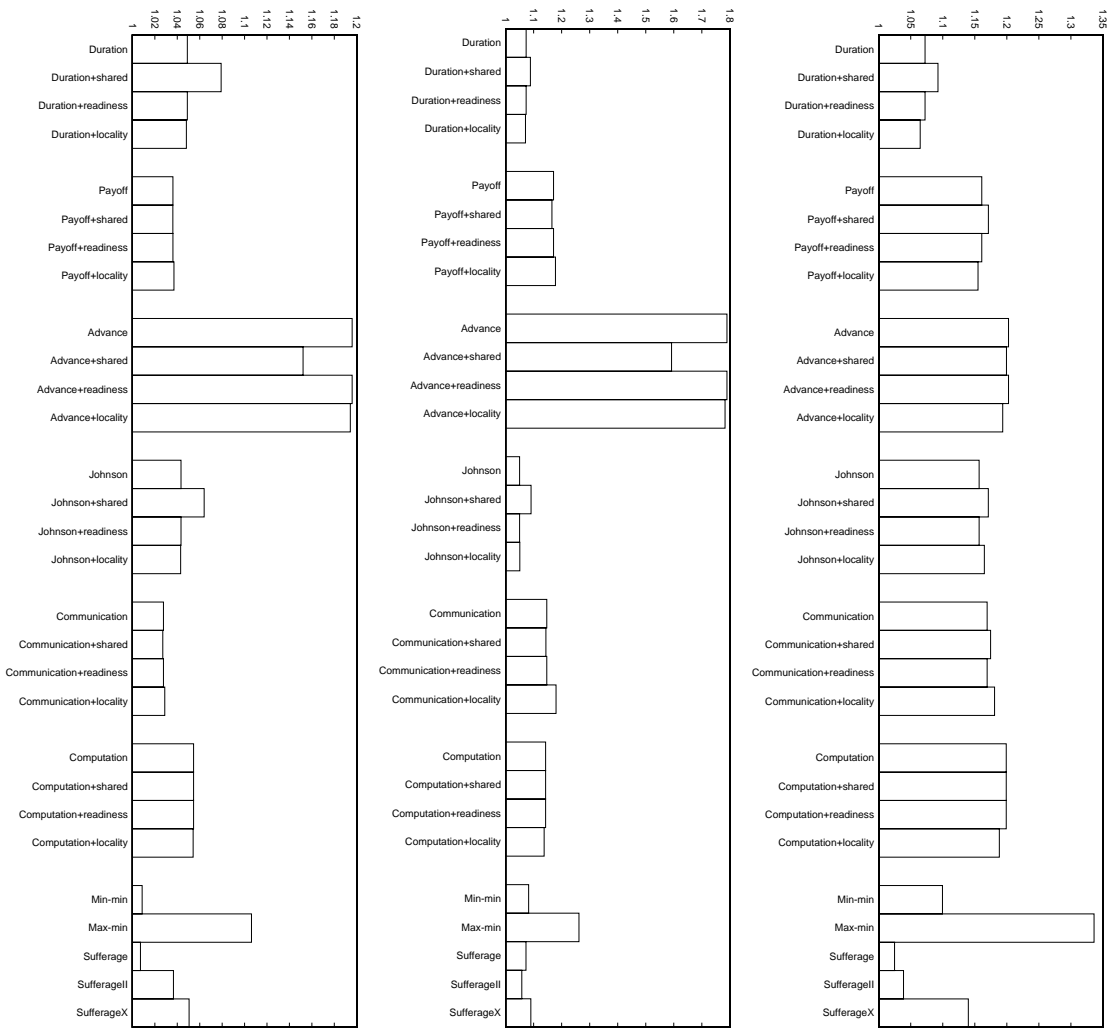 1 1.02 1.04 1.06 1.08 1.1 1.12 1.14 1.16 1.18 1.2
Duration
Duration+shared
Duration+readiness
Duration+locality
Payoff
Payoff+shared
Payoff+readiness
Payoff+locality
Advance
Advance+shared
Advance+readiness
Advance+locality
Johnson
Johnson+shared
Johnson+readiness
Johnson+locality
Communication
Communication+shared
Communication+readiness
Communication+locality
Computation
Computation+shared
Computation+readiness
Computation+locality
Min-min
Max-min
Sufferage
SufferageII
SufferageX
1 1.1 1.2 1.3 1.4 1.5 1.6 1.7 1.8
Duration
Duration+shared
Duration+readiness
Duration+locality
Payoff
Payoff+shared
Payoff+readiness
Payoff+locality
Advance
Advance+shared
Advance+readiness
Advance+locality
Johnson
Johnson+shared
Johnson+readiness
Johnson+locality
Communication
Communication+shared
Communication+readiness
Communication+locality
Computation
Computation+shared
Computation+readiness
Computation+locality
Min-min
Max-min
Sufferage
SufferageII
SufferageX
1 1.05 1.1 1.15 1.2 1.25 1.3 1.35
Duration
Duration+shared
Duration+readiness
Duration+locality
Payoff
Payoff+shared
Payoff+readiness
Payoff+locality
Advance
Advance+shared
Advance+readiness
Advance+locality
Johnson
Johnson+shared
Johnson+readiness
Johnson+locality
Communication
Communication+shared
Communication+readiness
Communication+locality
Computation
Computation+shared
Computation+readiness
Computation+locality
Min-min
Max-min
Sufferage
SufferageII
SufferageX